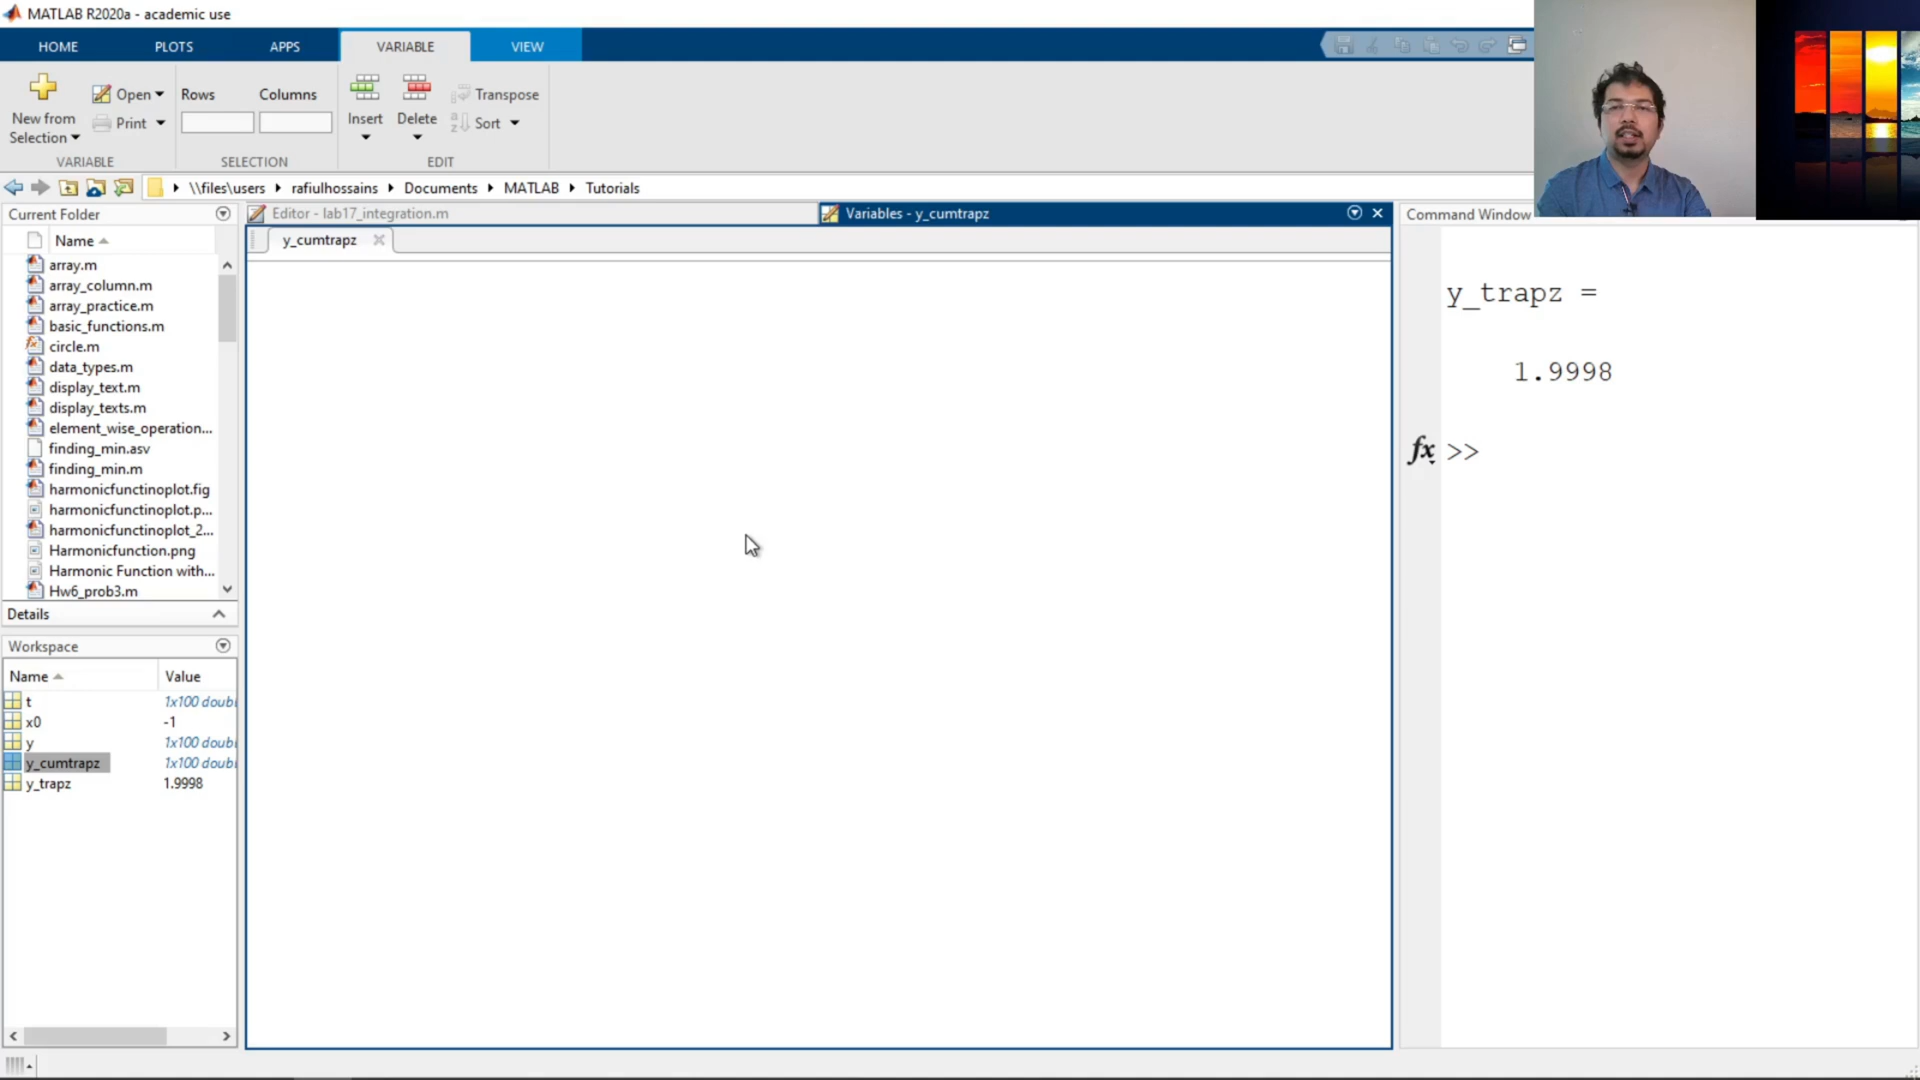 MATLAB R2020a - academic use
HOME PLOTS APPS VARIABLE VIEW
New from Selection
Open
Print
Rows Columns
Insert
Delete
Transpose
Sort
VARIABLE SELECTION EDIT
\\files\users rafiulhossains Documents MATLAB Tutorials
Current Folder
Name
array.m
array_column.m
array_practice.m
basic_functions.m
circle.m
data_types.m
display_text.m
display_texts.m
element_wise_operation...
finding_min.asv
finding_min.m
harmonicfunctinoplot.fig
harmonicfunctinoplot.p...
harmonicfunctinoplot_2...
Harmonicfunction.png
Harmonic Function with...
Hw6_prob3.m
Details
Workspace
Name Value
t 1x100 doubl
x0 -1
y 1x100 doubl
y_cumtrapz 1x100 doubl
y_trapz 1.9998
Editor - lab17_integration.m
Variables - y_cumtrapz
y_cumtrapz
Command Window
y_trapz =
1.9998
fx >>